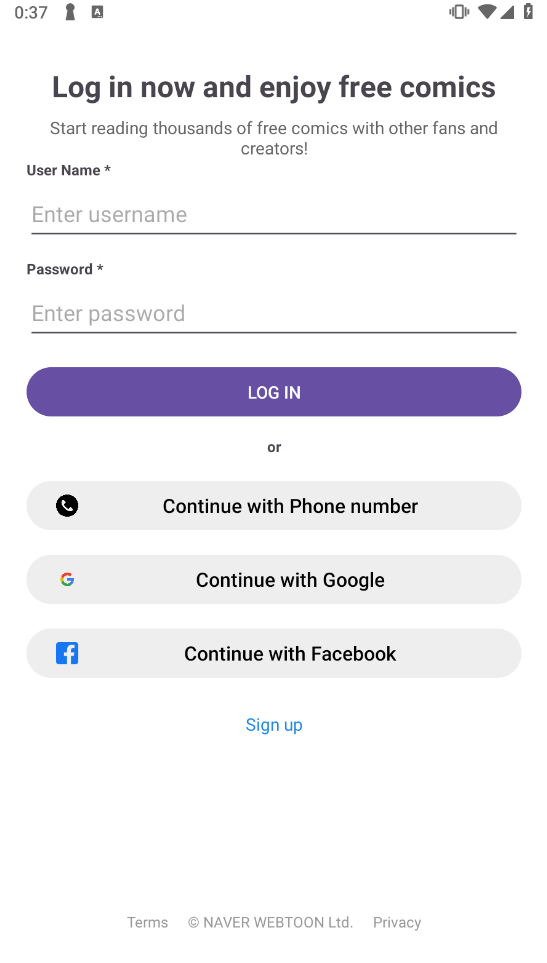 0:37
A
Log in now and enjoy free comics
Start reading thousands of free comics with other fans and
creators!
User Name *
Enter username
Password *
Enter password
LOG IN
or
Continue with Phone number
Continue with Google
Continue with Facebook
Sign up
Terms © NAVER WEBTOON Ltd. Privacy